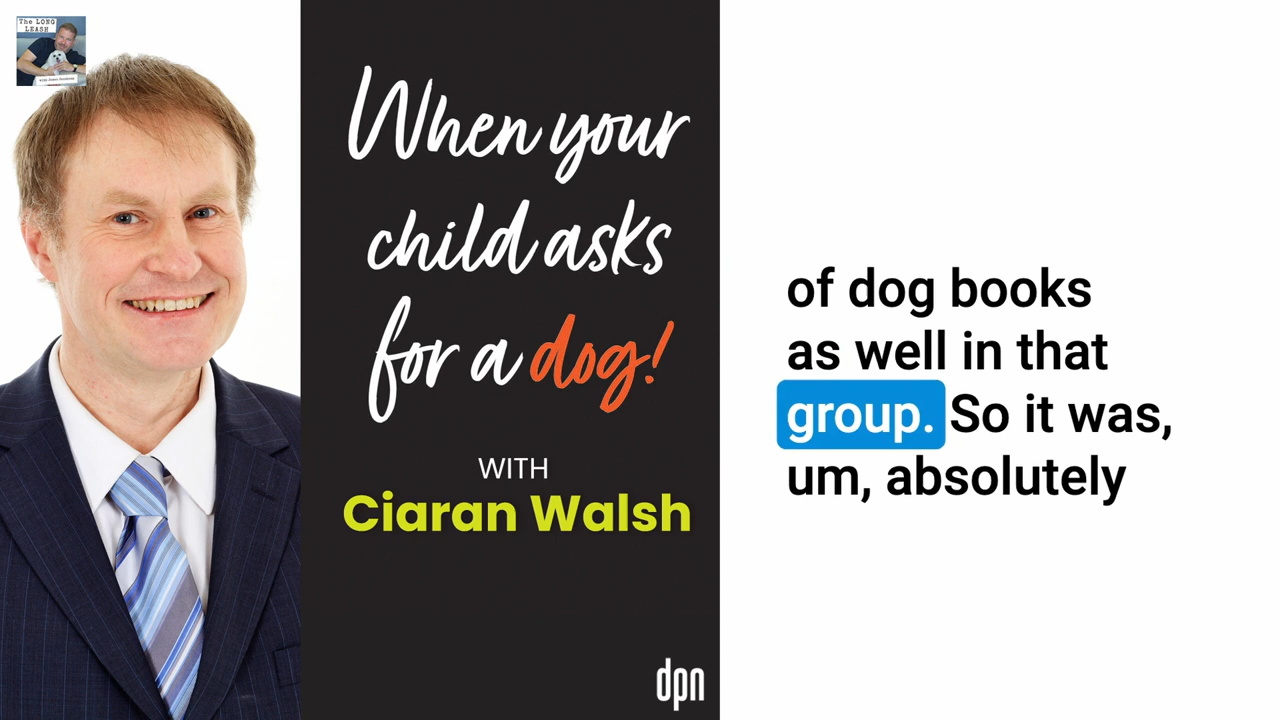 The LONG
LEASH
When your
child asks
for a dog!
WITH
Ciaran Walsh
dpn
of dog books
as well in that
group. So it was,
um, absolutely